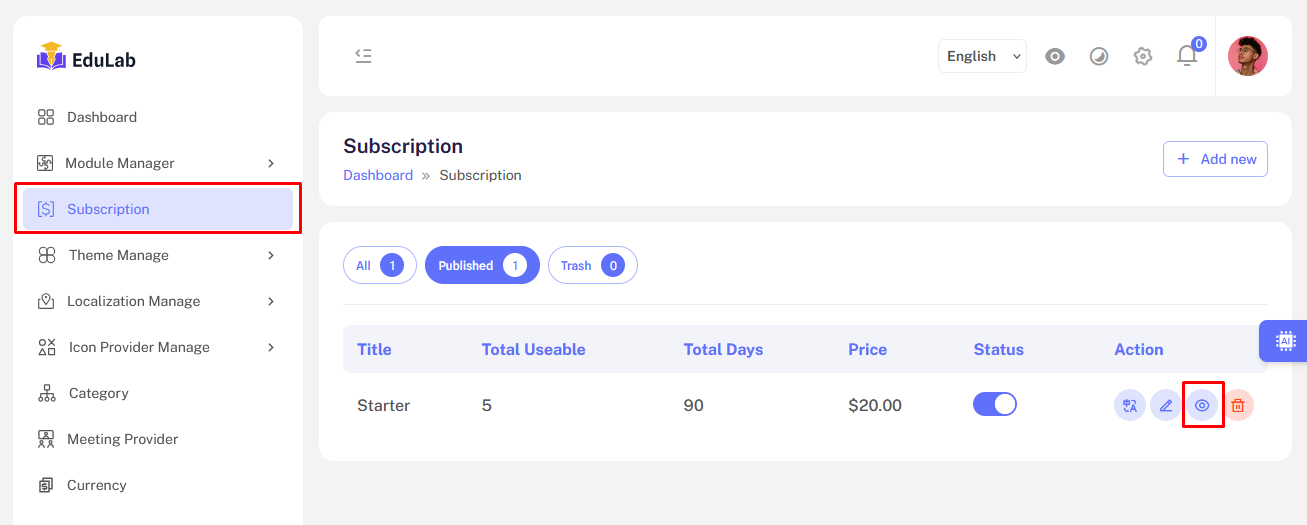 EduLab
Dashboard
Module Manager
Subscription
Theme Manage
Localization Manage
Icon Provider Manage
Category
Meeting Provider
Currency
English
0
Subscription
Dashboard » Subscription
+ Add new
All 1 Published 1 Trash 0
Title Total Useable Total Days Price Status Action
Starter 5 90 $20.00
AI